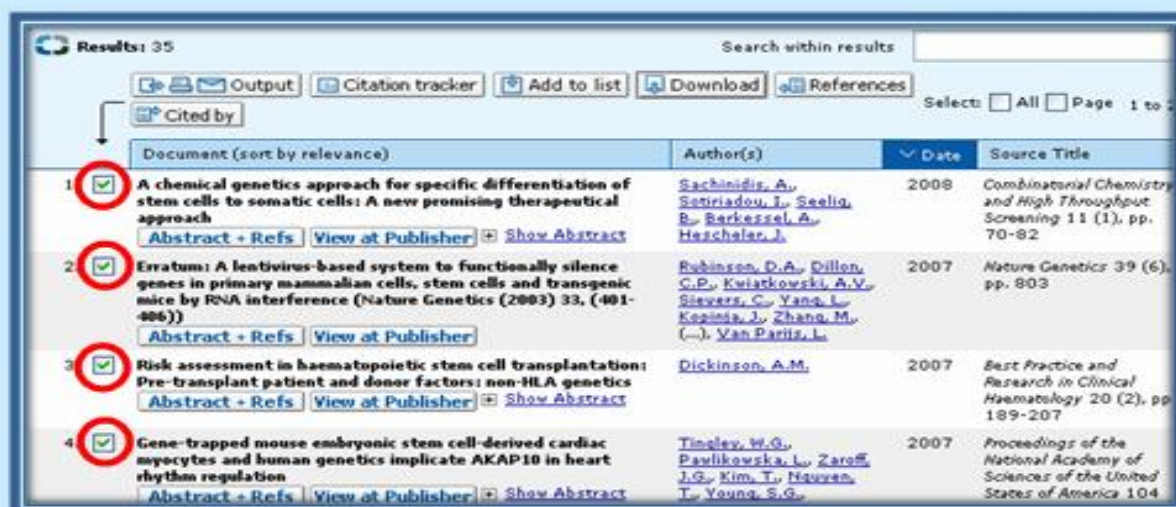 Results: 35 Search within results
Output Citation tracker Add to list Download References
Cited by Select: All Page 1 to
Document (sort by relevance) Author(s) Date Source Title
1 A chemical genetics approach for specific differentiation of Sachinidis, A., 2008 Combinatorial Chemistry
stem cells to somatic cells: A new promising therapeutical Sotiriadou, I., Seelig, and High Throughput
approach B., Berkessel, A., Screening 11 (1), pp.
Abstract + Refs View at Publisher Show Abstract Hescheler, J. 70-82
2 Erratum: A lentivirus-based system to functionally silence Rubinson, D.A., Dillon, 2007 Nature Genetics 39 (6),
genes in primary mammalian cells, stem cells and transgenic C.P., Kwiatkowski, A.V., pp. 803
mice by RNA interference (Nature Genetics (2003) 33, (401- Sievers, C., Yang, L.,
406)) Kopinja, J., Zhang, M.,
Abstract + Refs View at Publisher (...), Van Parijs, L.
3 Risk assessment in haematopoietic stem cell transplantation: Dickinson, A.M. 2007 Best Practice and
Pre-transplant patient and donor factors: non-HLA genetics Research in Clinical
Abstract + Refs View at Publisher Show Abstract Haematology 20 (2), pp
189-207
4 Gene-trapped mouse embryonic stem cell-derived cardiac Tingley, W.G., 2007 Proceedings of the
myocytes and human genetics implicate AKAP10 in heart Pawlikowska, L., Zaroff, National Academy of
rhythm regulation J.G., Kim, T., Nguyen, Sciences of the United
Abstract + Refs View at Publisher Show Abstract T., Young, S.G., States of America 104